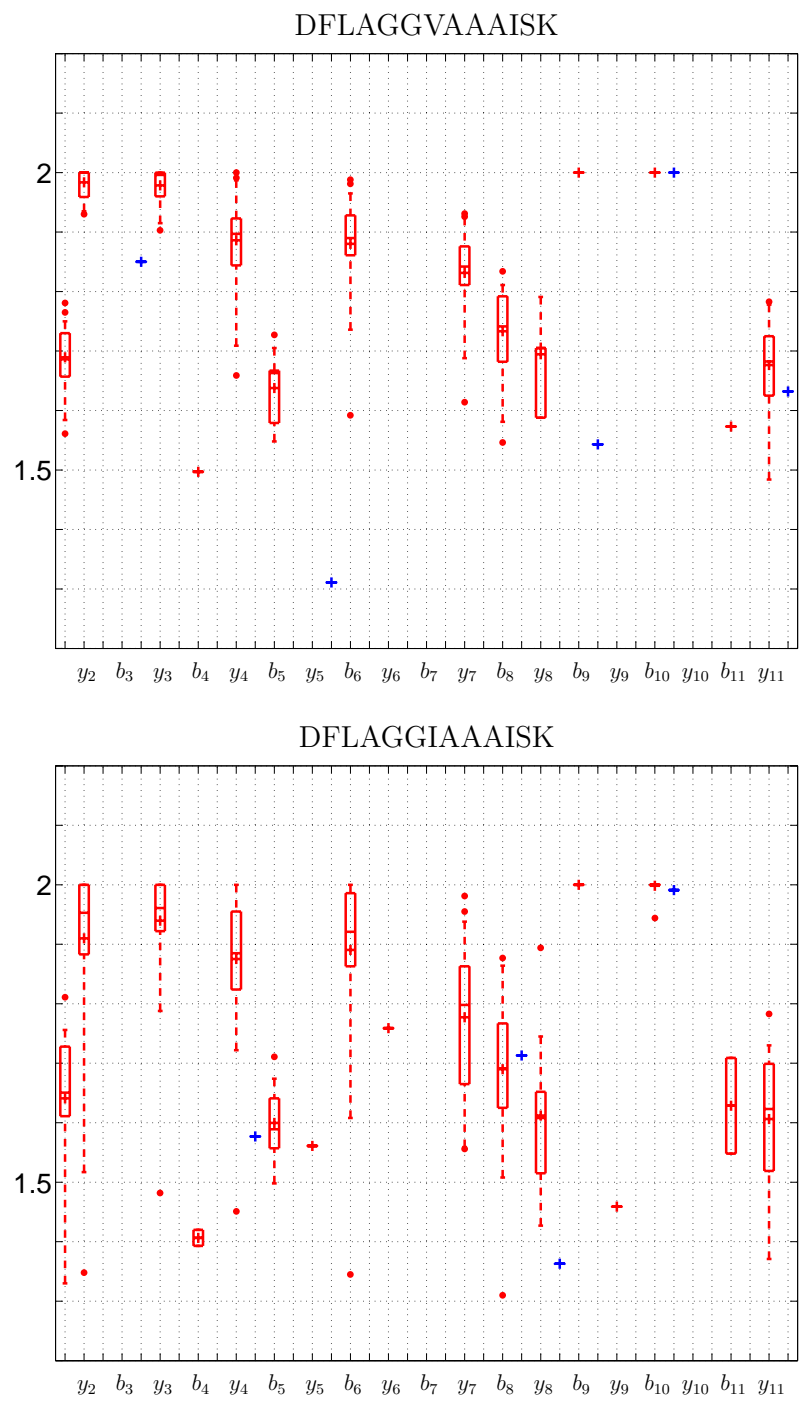 DFLAGGVAAAISK
2
1.5
y₂ b₃ y₃ b₄ y₄ b₅ y₅ b₆ y₆ b₇ y₇ b₈ y₈ b₉ y₉ b₁₀ y₁₀ b₁₁ y₁₁
DFLAGGIAAAISK
2
1.5
y₂ b₃ y₃ b₄ y₄ b₅ y₅ b₆ y₆ b₇ y₇ b₈ y₈ b₉ y₉ b₁₀ y₁₀ b₁₁ y₁₁